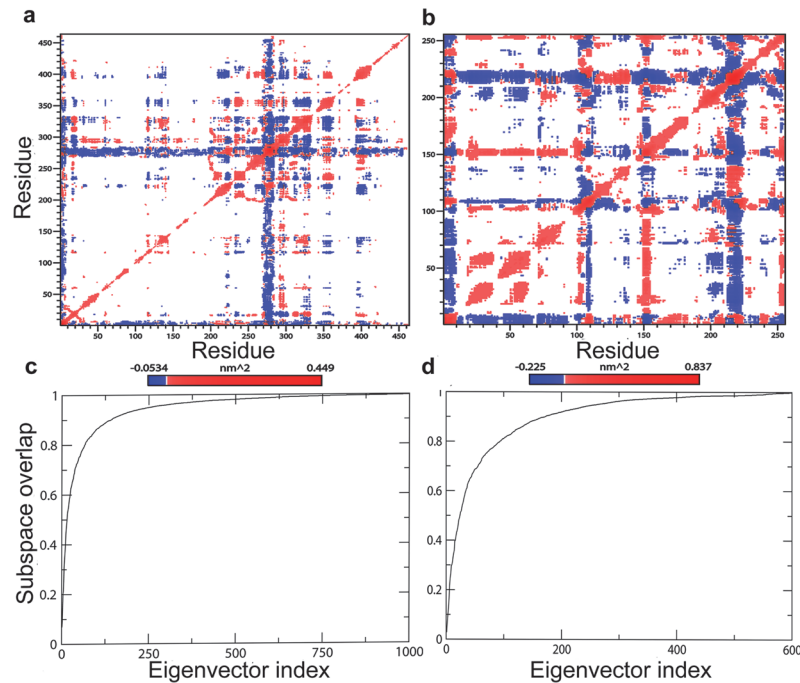 a
450
400
350
300
250
200
150
100
50
Residue
50 100 150 200 250 300 350 400 450
Residue
b
250
200
150
100
50
50 100 150 200 250
Residue
c
-0.0534 nm^2 0.449
1
0.8
0.6
0.4
0.2
0
Subspace overlap
0 250 500 750 1000
Eigenvector index
d
-0.225 nm^2 0.837
1
0.8
0.6
0.4
0.2
0
0 200 400 600
Eigenvector index